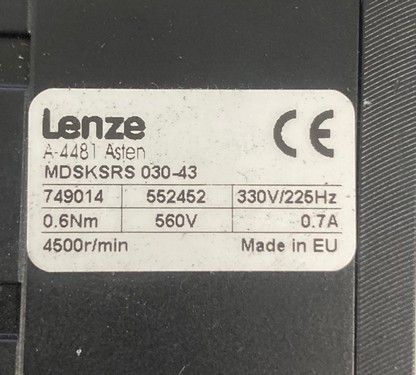 Lenze CE
A-4481 Asten
MDSKSRS 030-43
749014 552452 330V/225Hz
0.6Nm 560V 0.7A
4500r/min Made in EU